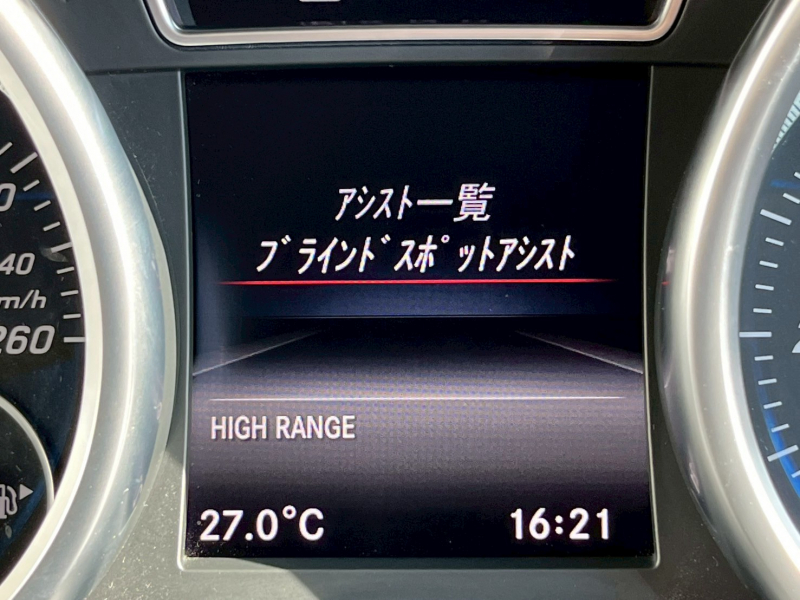 アシスト一覧
ブラインドスポットアシスト
40
km/h
260
HIGH RANGE
27.0°C
16:21